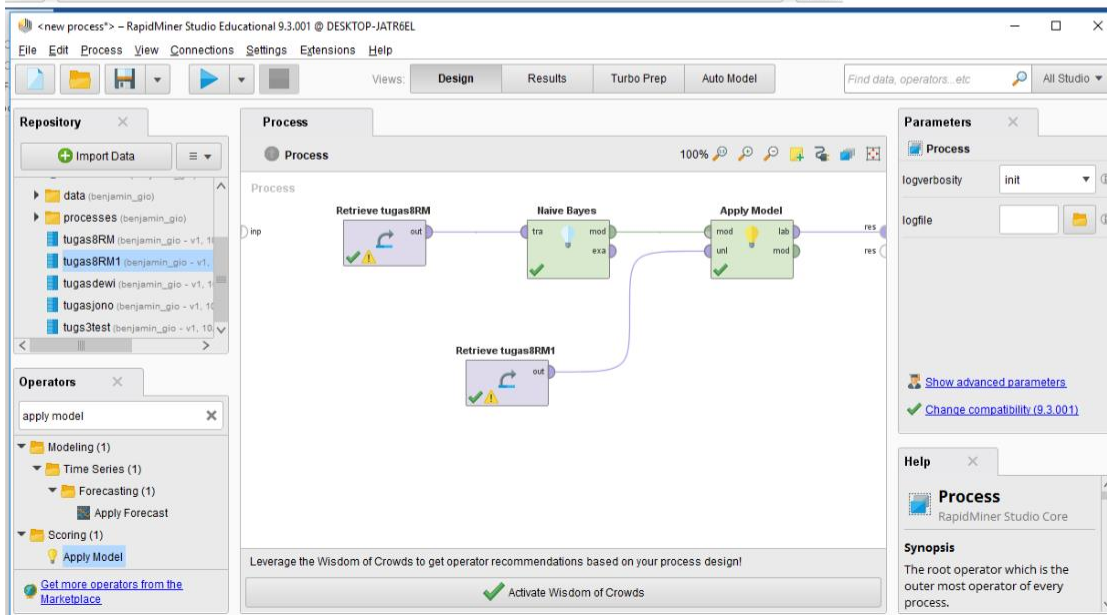 <new process*> – RapidMiner Studio Educational 9.3.001 @ DESKTOP-JATR6EL
File Edit Process View Connections Settings Extensions Help
Views: Design Results Turbo Prep Auto Model
Find data, operators...etc All Studio
Repository
Import Data
data (benjamin_gio)
processes (benjamin_gio)
tugas8RM (benjamin_gio - v1, 1
tugas8RM1 (benjamin_gio - v1,
tugasdewi (benjamin_gio - v1, 1
tugasjono (benjamin_gio - v1, 10
tugs3test (benjamin_gio - v1, 10
Operators
apply model
Modeling (1)
Time Series (1)
Forecasting (1)
Apply Forecast
Scoring (1)
Apply Model
Get more operators from the
Marketplace
Process
Process
100%
Process
inp
Retrieve tugas8RM
out
Naive Bayes
tra mod
exa
Apply Model
mod lab
unl mod
res
res
Retrieve tugas8RM1
out
Leverage the Wisdom of Crowds to get operator recommendations based on your process design!
Activate Wisdom of Crowds
Parameters
Process
logverbosity init
logfile
Show advanced parameters
Change compatibility (9.3.001)
Help
Process
RapidMiner Studio Core
Synopsis
The root operator which is the
outer most operator of every
process.